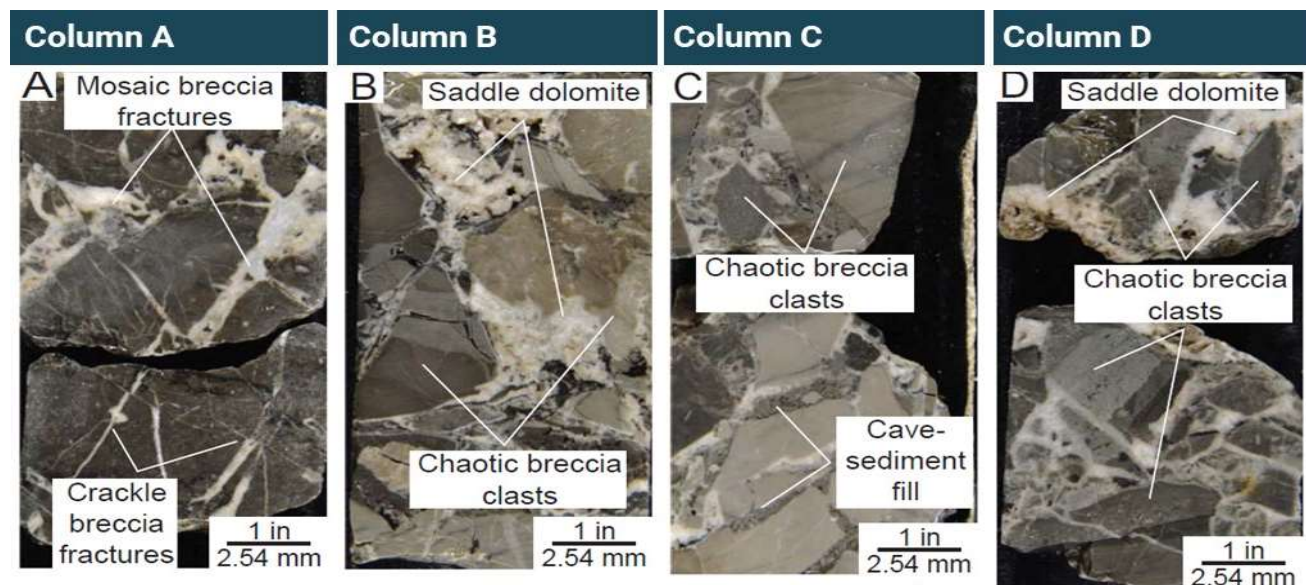 Column A
Column B
Column C
Column D
A
Mosaic breccia
fractures
Crackle
breccia
fractures
1 in
2.54 mm
B
Saddle dolomite
Chaotic breccia
clasts
1 in
2.54 mm
C
Chaotic breccia
clasts
Cave-
sediment
fill
1 in
2.54 mm
D
Saddle dolomite
Chaotic breccia
clasts
1 in
2.54 mm